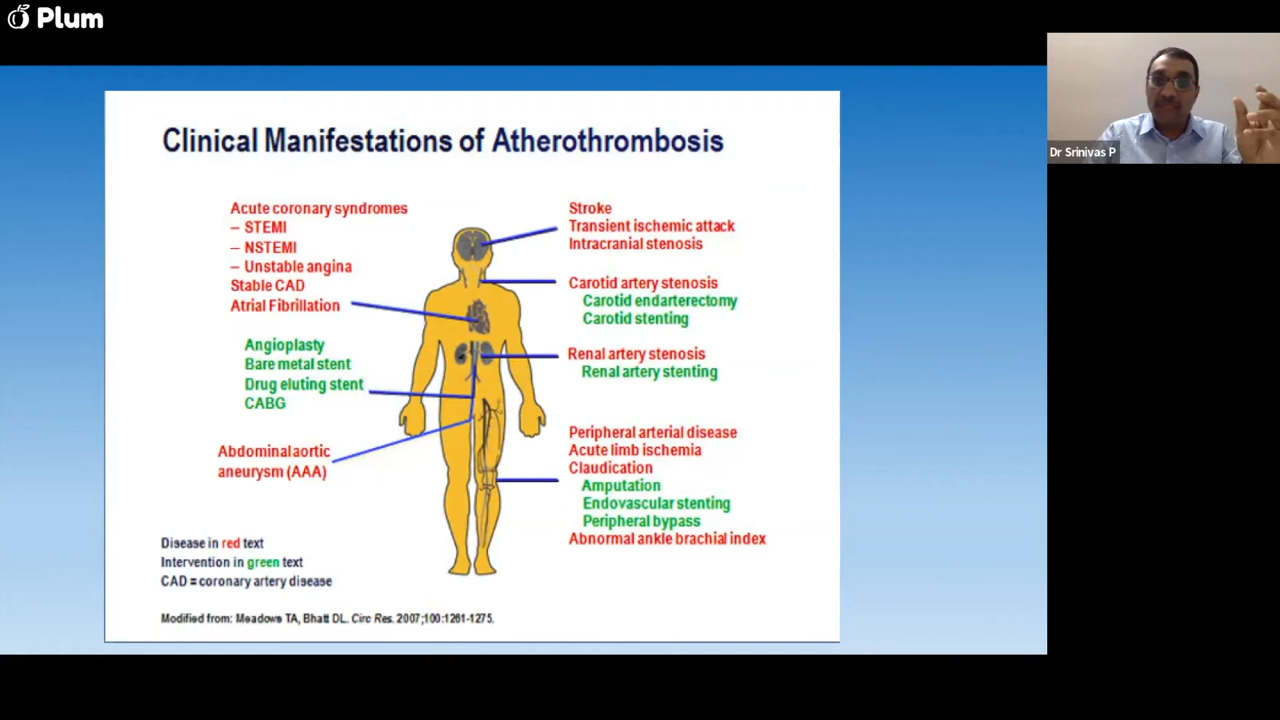 Plum
Dr Srinivas P
Clinical Manifestations of Atherothrombosis
Acute coronary syndromes
– STEMI
– NSTEMI
– Unstable angina
Stable CAD
Atrial Fibrillation
Angioplasty
Bare metal stent
Drug eluting stent
CABG
Abdominal aortic
aneurysm (AAA)
Stroke
Transient ischemic attack
Intracranial stenosis
Carotid artery stenosis
Carotid endarterectomy
Carotid stenting
Renal artery stenosis
Renal artery stenting
Peripheral arterial disease
Acute limb ischemia
Claudication
Amputation
Endovascular stenting
Peripheral bypass
Abnormal ankle brachial index
Disease in red text
Intervention in green text
CAD = coronary artery disease
Modified from: Meadows TA, Bhatt DL. Circ Res. 2007;100:1261-1275.